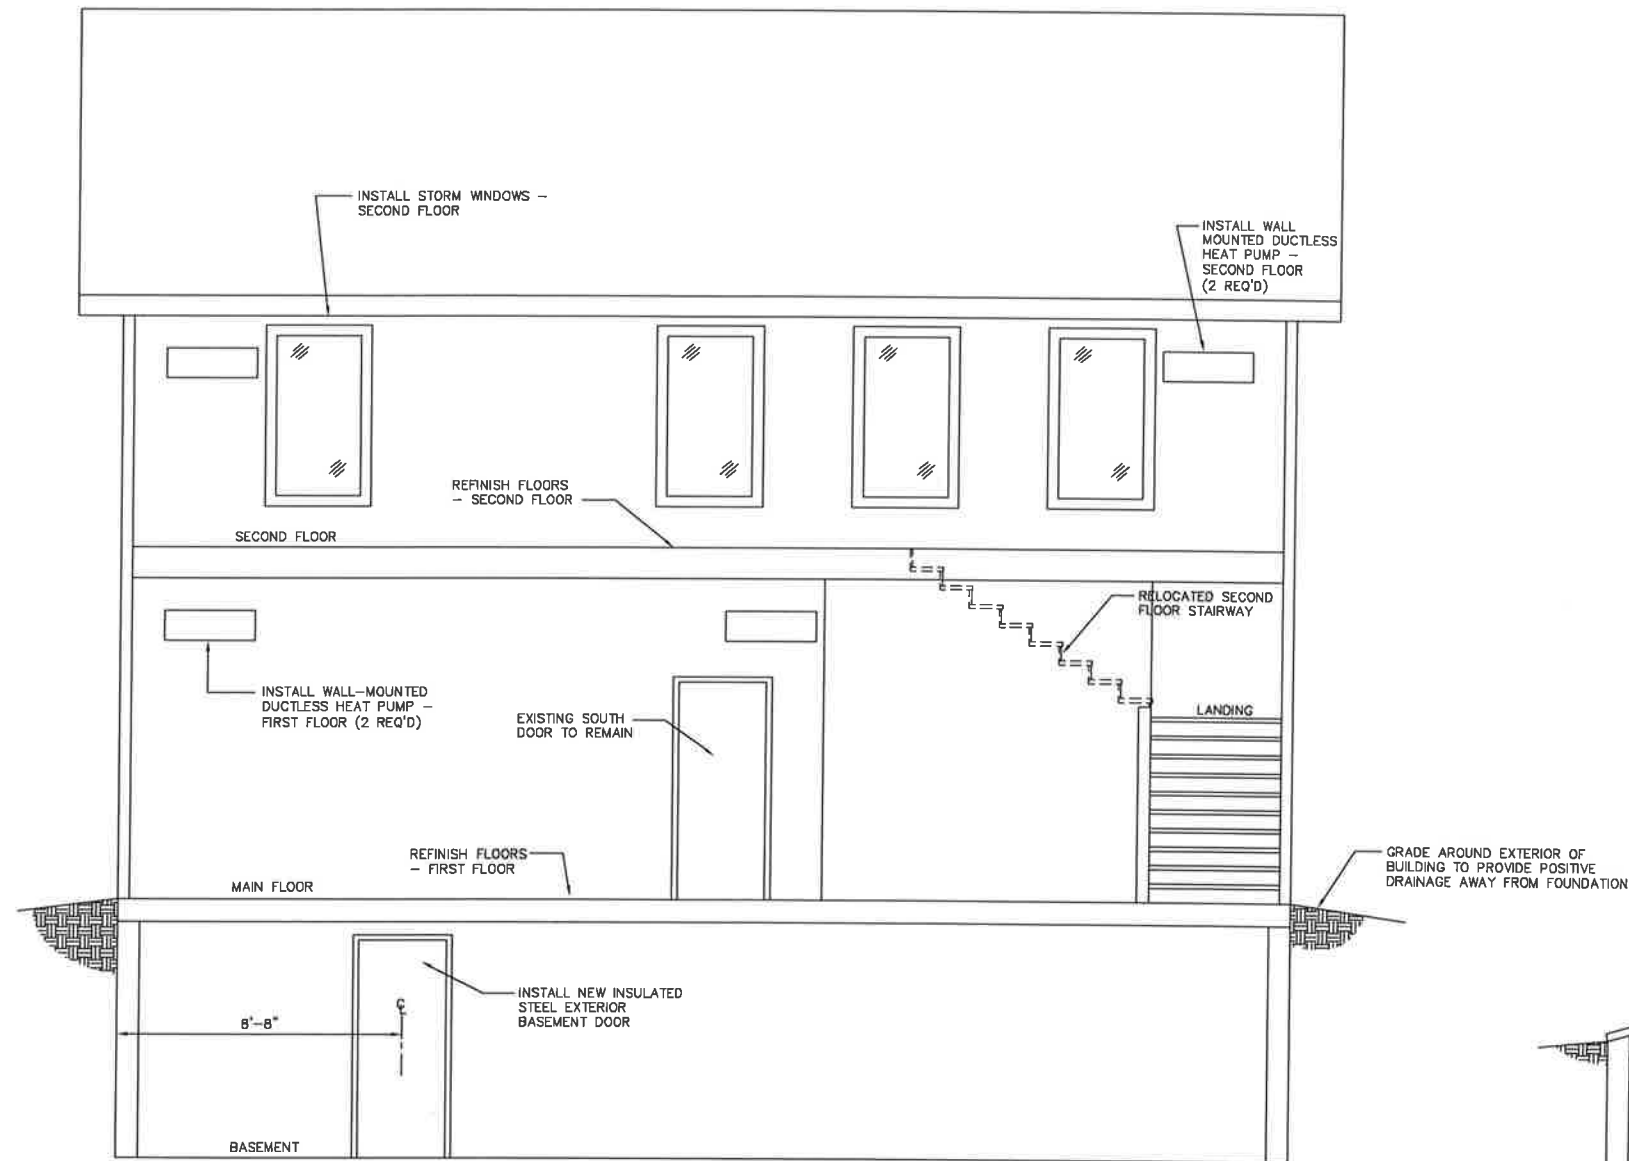 INSTALL STORM WINDOWS –
SECOND FLOOR
INSTALL WALL
MOUNTED DUCTLESS
HEAT PUMP –
SECOND FLOOR
(2 REQ'D)
REFINISH FLOORS
– SECOND FLOOR
SECOND FLOOR
RELOCATED SECOND
FLOOR STAIRWAY
INSTALL WALL–MOUNTED
DUCTLESS HEAT PUMP –
FIRST FLOOR (2 REQ'D)
EXISTING SOUTH
DOOR TO REMAIN
LANDING
REFINISH FLOORS
– FIRST FLOOR
MAIN FLOOR
GRADE AROUND EXTERIOR OF
BUILDING TO PROVIDE POSITIVE
DRAINAGE AWAY FROM FOUNDATION
INSTALL NEW INSULATED
STEEL EXTERIOR
BASEMENT DOOR
℄
8'–8"
BASEMENT